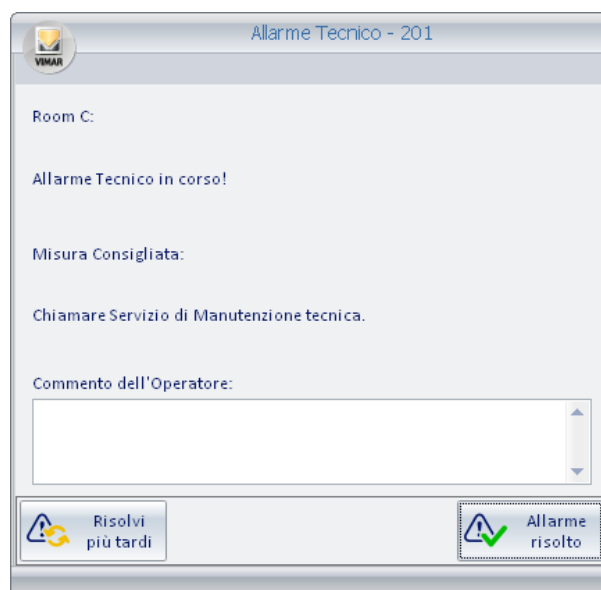 Allarme Tecnico - 201
VIMAR
Room C:
Allarme Tecnico in corso!
Misura Consigliata:
Chiamare Servizio di Manutenzione tecnica.
Commento dell'Operatore:
Risolvi
più tardi
Allarme
risolto